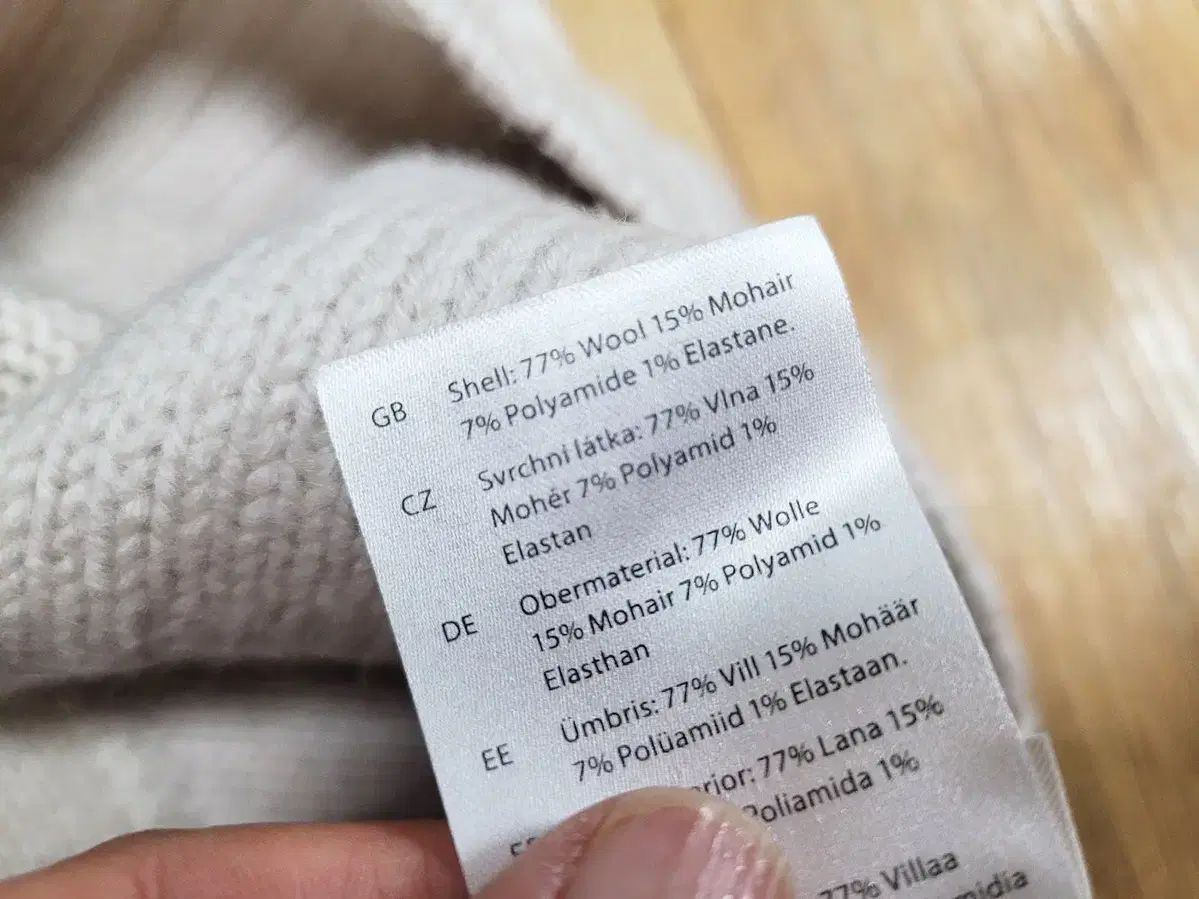 GB Shell: 77% Wool 15% Mohair
7% Polyamide 1% Elastane.
CZ Svrchni látka: 77% Vlna 15%
Mohér 7% Polyamid 1%
Elastan
DE Obermaterial: 77% Wolle
15% Mohair 7% Polyamid 1%
Elasthan
EE Ümbris: 77% Vill 15% Mohäär
7% Polüamiid 1% Elastaan.
77% Lana 15%
Poliamida 1%
77% Villaa